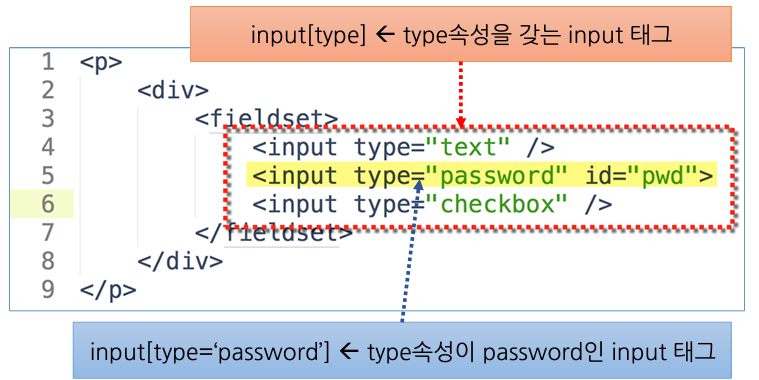 input[type] ← type속성을 갖는 input 태그
1 <p>
2 <div>
3 <fieldset>
4 <input type="text" />
5 <input type="password" id="pwd">
6 <input type="checkbox" />
7 </fieldset>
8 </div>
9 </p>
input[type=‘password’] ← type속성이 password인 input 태그